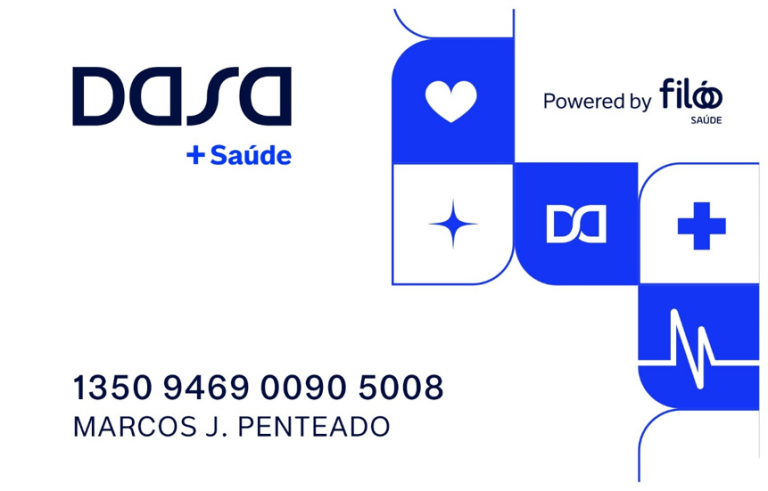 DASA
+ Saúde
Powered by filóo
SAÚDE
DA
1350 9469 0090 5008
MARCOS J. PENTEADO